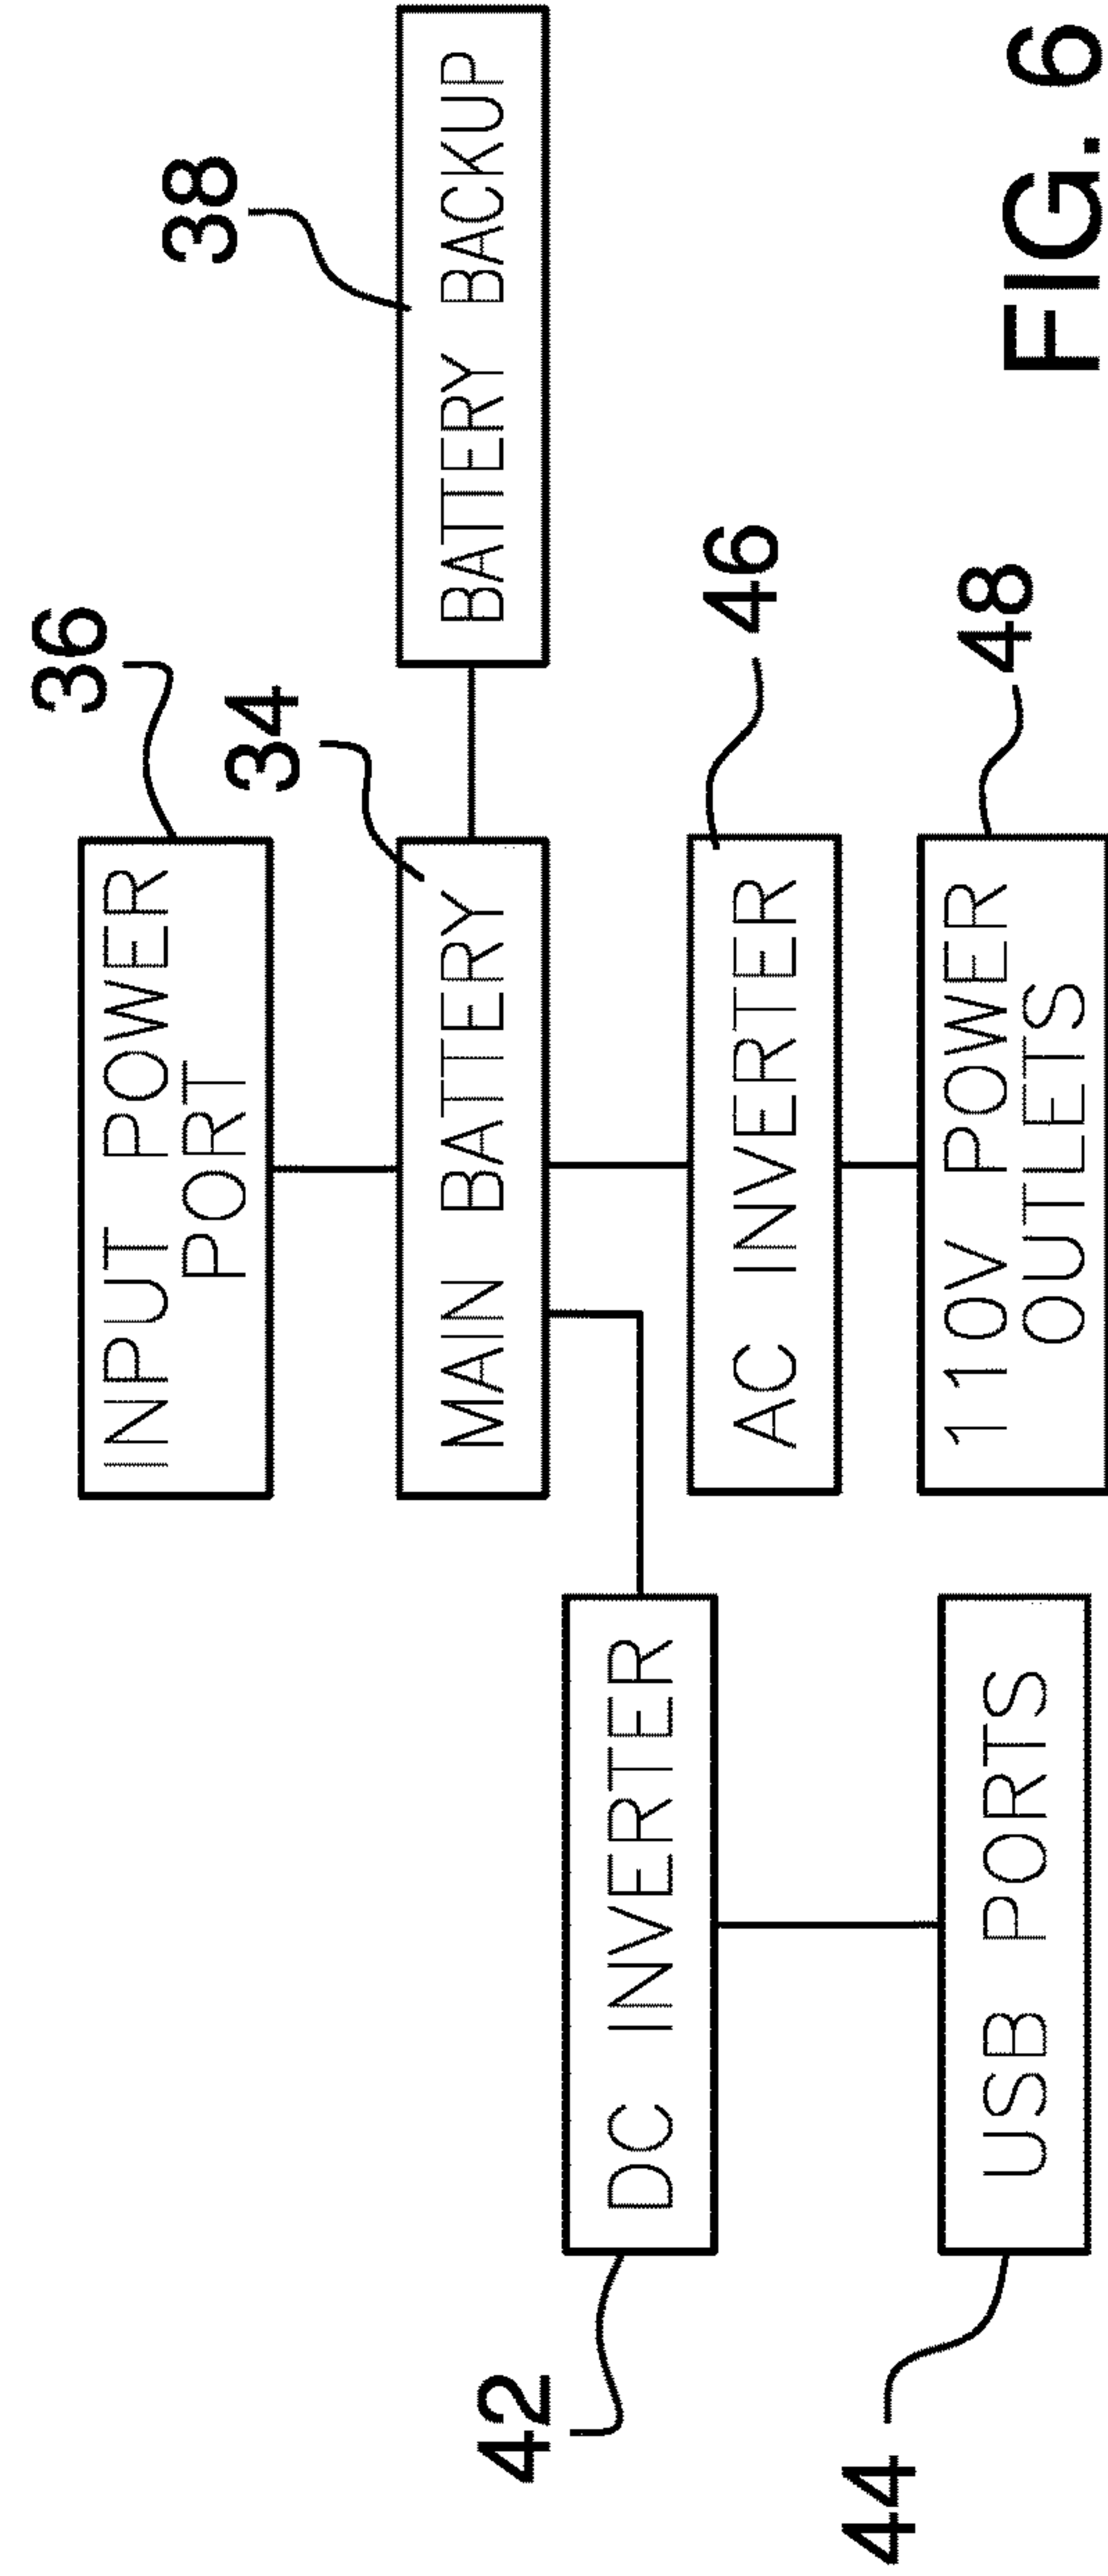 36
INPUT POWER
PORT
34
38
MAIN BATTERY
BATTERY BACKUP
42
DC INVERTER
46
AC INVERTER
44
USB PORTS
48
110V POWER
OUTLETS
FIG. 6